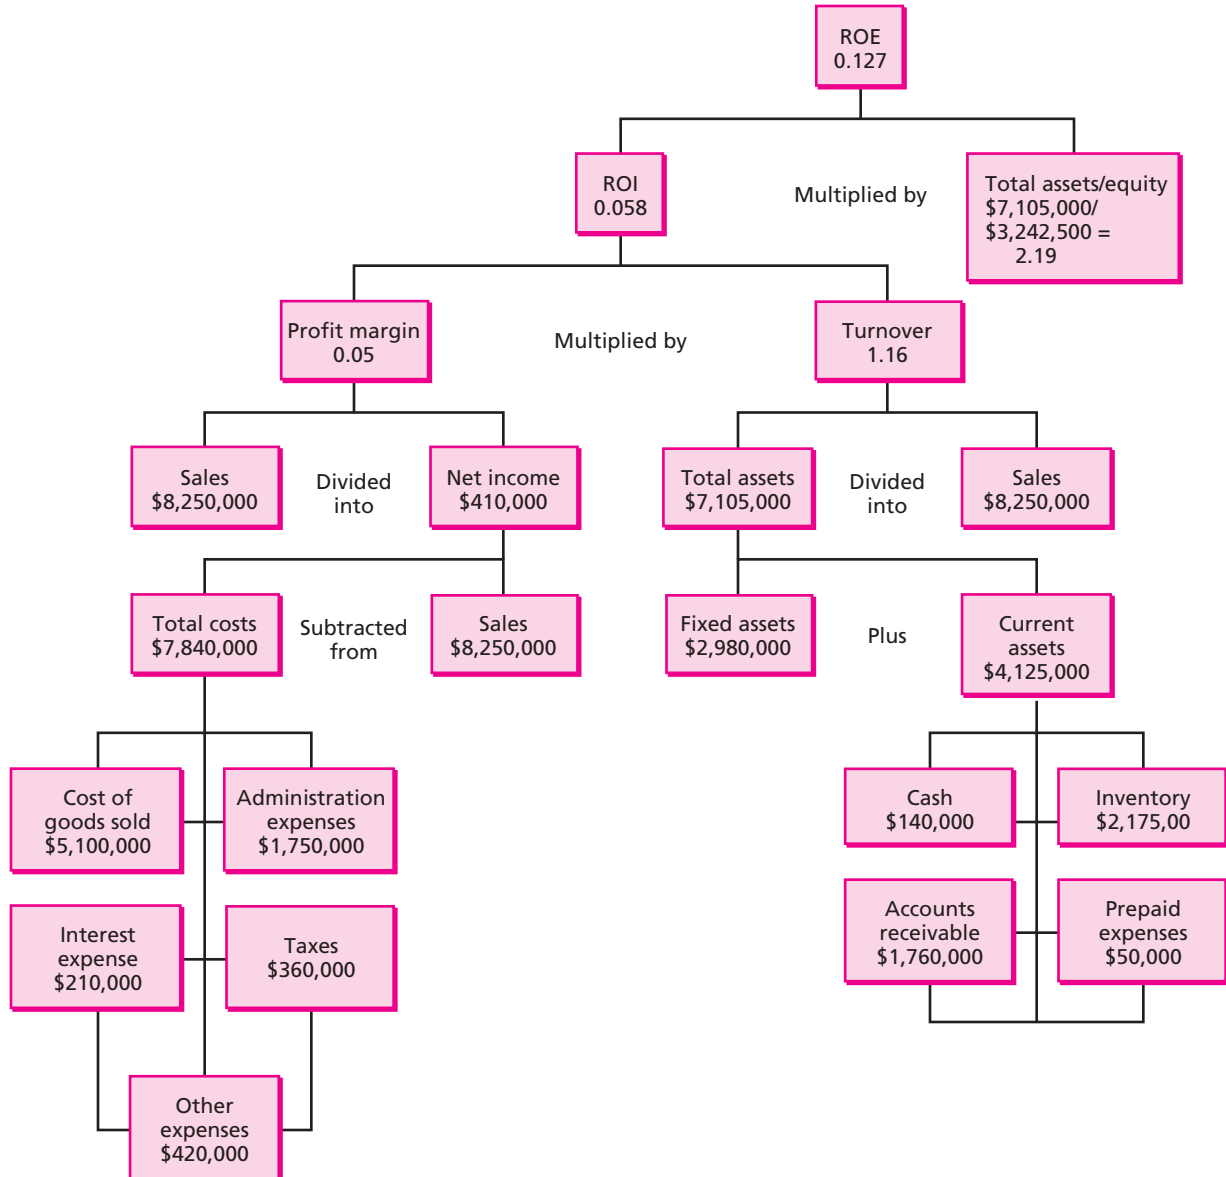 ROE
0.127
ROI
0.058
Multiplied by
Total assets/equity
$7,105,000/
$3,242,500 =
2.19
Profit margin
0.05
Multiplied by
Turnover
1.16
Sales
$8,250,000
Divided
into
Net income
$410,000
Total assets
$7,105,000
Divided
into
Sales
$8,250,000
Total costs
$7,840,000
Subtracted
from
Sales
$8,250,000
Fixed assets
$2,980,000
Plus
Current
assets
$4,125,000
Cost of
goods sold
$5,100,000
Administration
expenses
$1,750,000
Cash
$140,000
Inventory
$2,175,00
Interest
expense
$210,000
Taxes
$360,000
Accounts
receivable
$1,760,000
Prepaid
expenses
$50,000
Other
expenses
$420,000